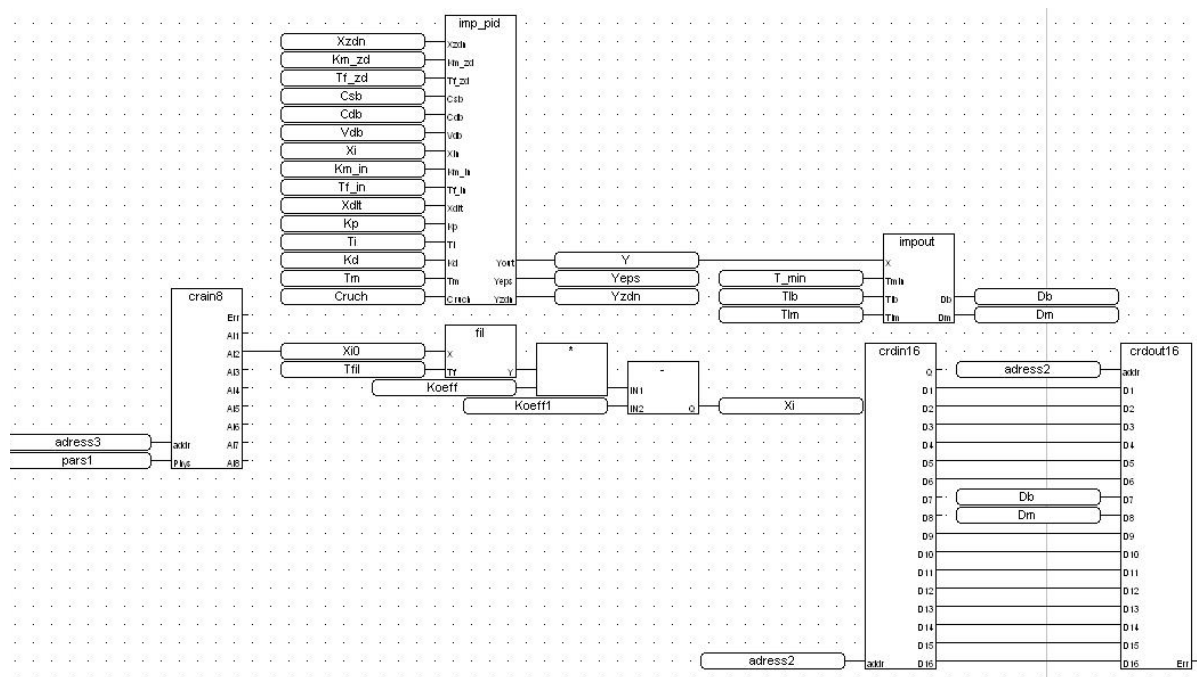 imp_pid
Xzdn Xzdn
Km_zd Km_zd
Tf_zd Tf_zd
Csb Csb
Cdb Cdb
Vdb Vdb
Xi Xin
Km_in Km_in
Tf_in Tf_in
Xdlt Xdlt
Kp Kp
Ti Ti
Kd Kd Yout Y
Tm Tm Yeps Yeps
Cruch Cruch Yzdn Yzdn
impout
X
T_min Tmin
Tlb Tlb Db Db
Tlm Tlm Dm Dm
crain8
Err
AI1
AI2
AI3
AI4
AI5
AI6
adress3 addr AI7
pars1 Phys AI8
fil
Xi0 X
Tfil Tf Y
*
Koeff
-
IN1
Koeff1 IN2 Q Xi
crdin16 crdout16
Q adress2 addr
D1 D1
D2 D2
D3 D3
D4 D4
D5 D5
D6 D6
D7 Db D7
D8 Dm D8
D9 D9
D10 D10
D11 D11
D12 D12
D13 D13
D14 D14
D15 D15
adress2 addr D16 D16 Err